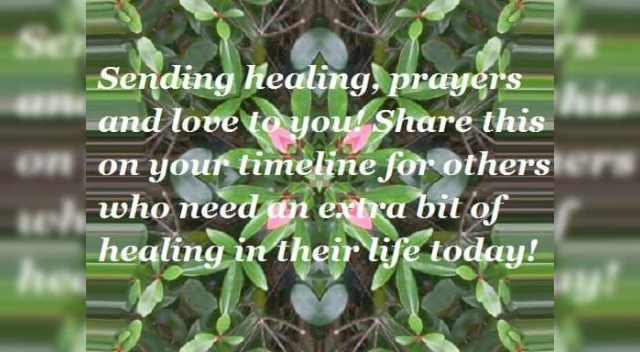 Sending healing, prayers
and love to you! Share this
on your timeline for others
who need an extra bit of
healing in their life today!